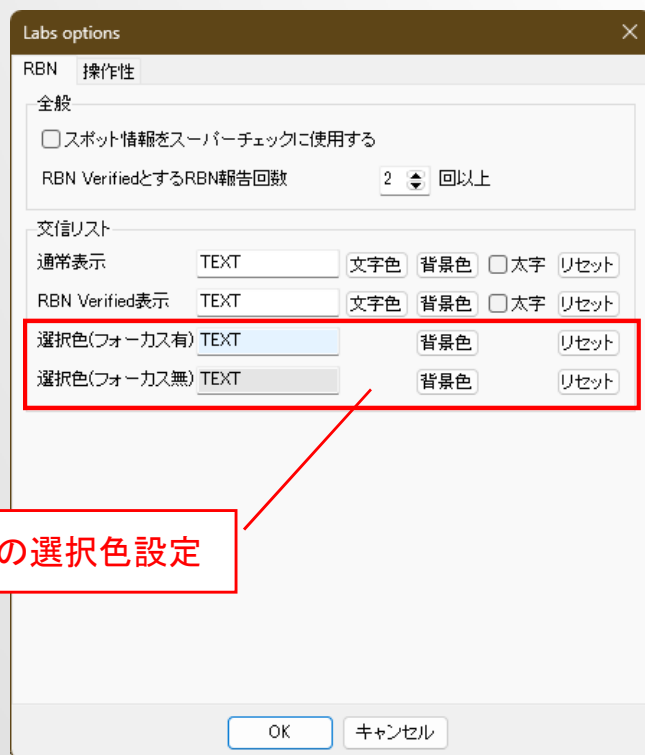 Labs options
RBN 操作性
全般
スポット情報をスーパーチェックに使用する
RBN VerifiedとするRBN報告回数 2 回以上
交信リスト
通常表示 TEXT 文字色 背景色 太字 リセット
RBN Verified表示 TEXT 文字色 背景色 太字 リセット
選択色(フォーカス有) TEXT 背景色 リセット
選択色(フォーカス無) TEXT 背景色 リセット
の選択色設定
OK キャンセル